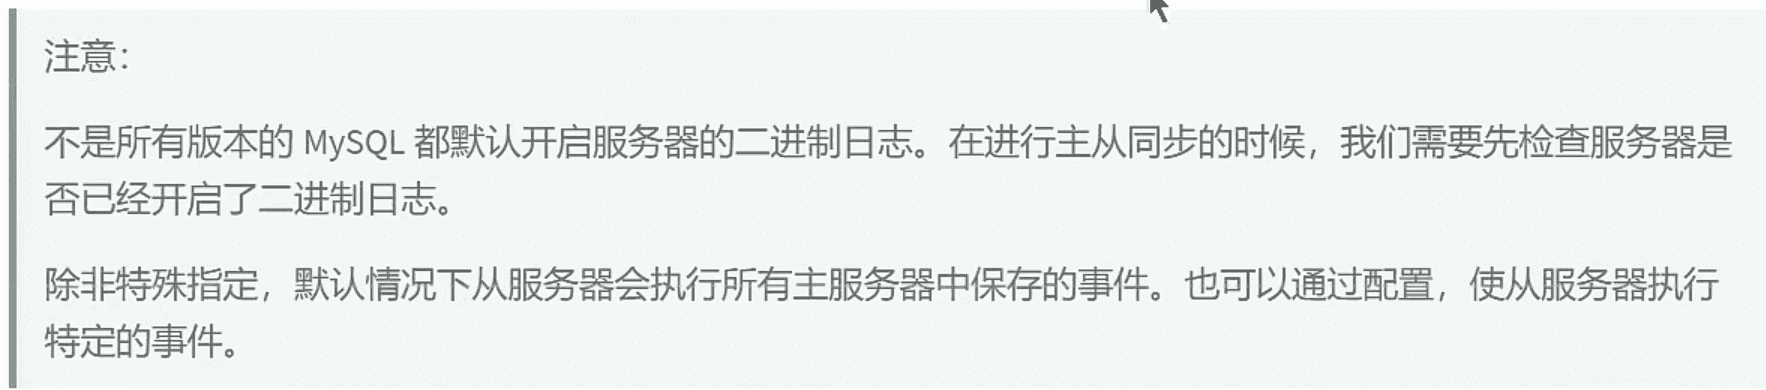 注意：
不是所有版本的 MySQL 都默认开启服务器的二进制日志。在进行主从同步的时候，我们需要先检查服务器是
否已经开启了二进制日志。
除非特殊指定，默认情况下从服务器会执行所有主服务器中保存的事件。也可以通过配置，使从服务器执行
特定的事件。